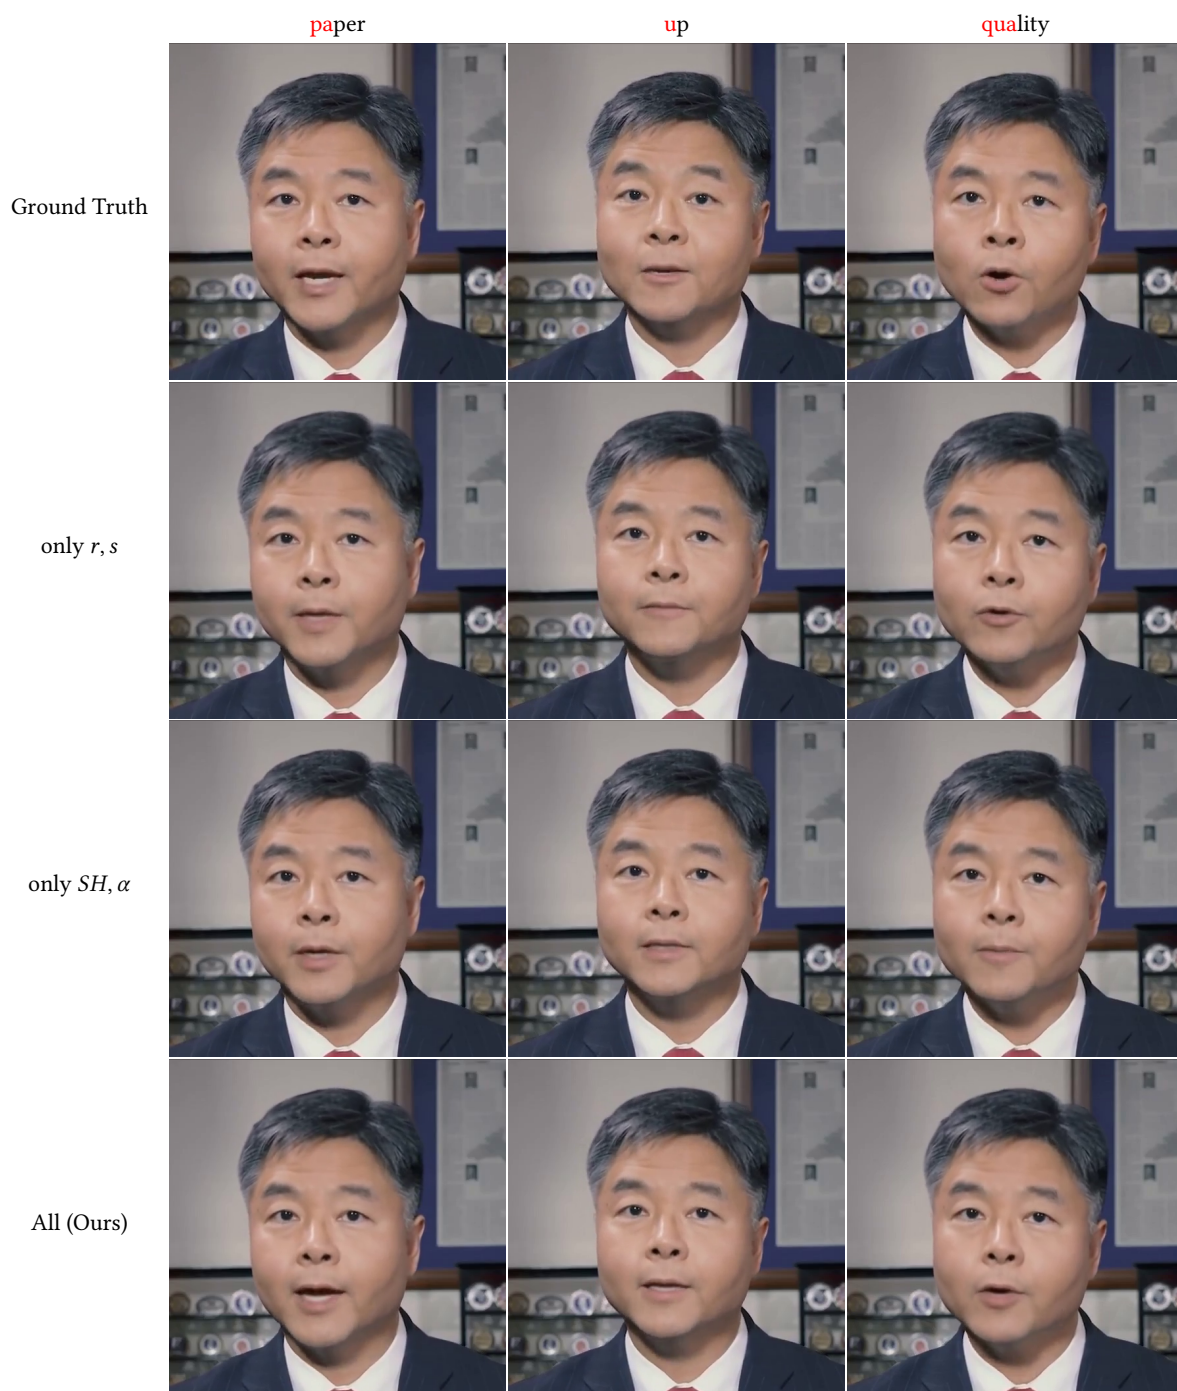 paper up quality
Ground Truth
only r, s
only SH, α
All (Ours)